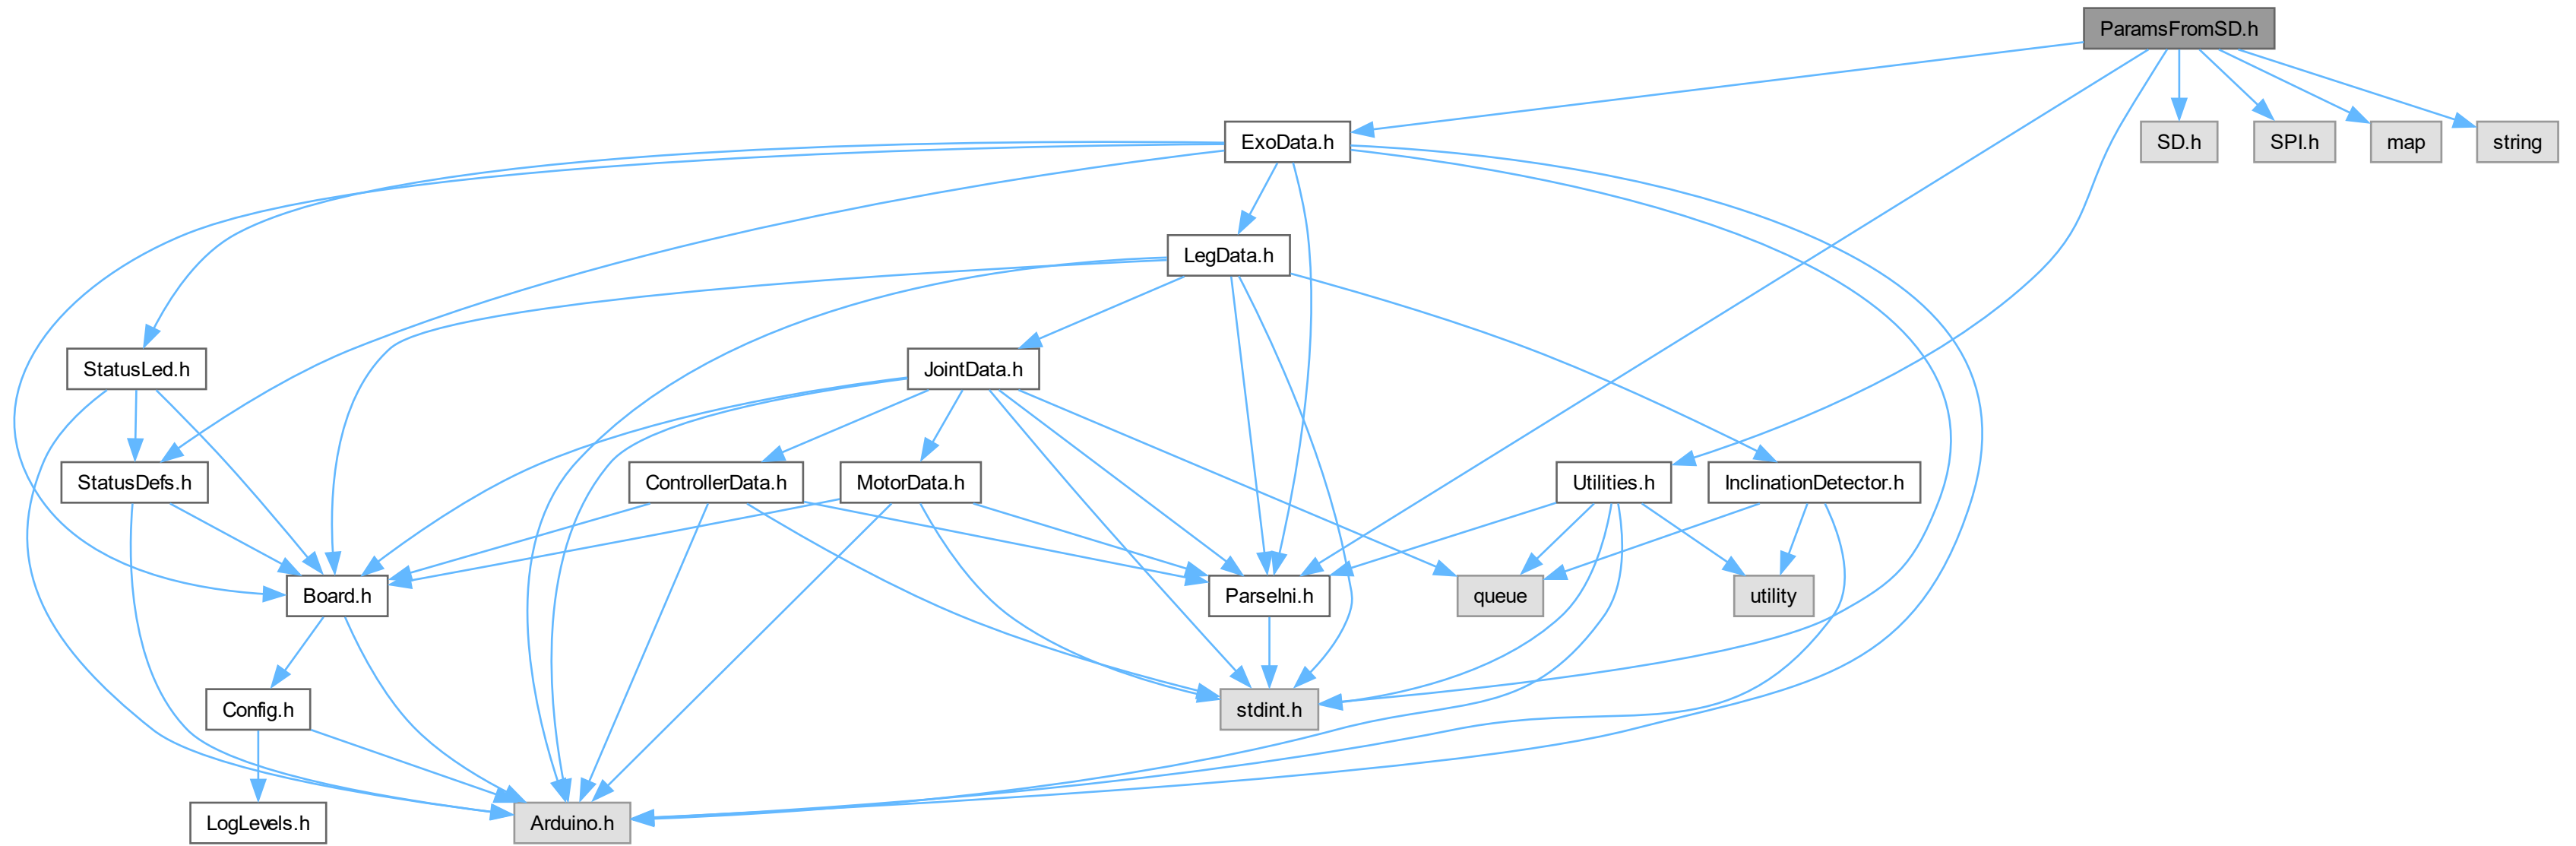 ParamsFromSD.h
ExoData.h
SD.h
SPI.h
map
string
LegData.h
StatusLed.h
JointData.h
StatusDefs.h
ControllerData.h
MotorData.h
Utilities.h
InclinationDetector.h
Board.h
ParseIni.h
queue
utility
Config.h
stdint.h
LogLevels.h
Arduino.h